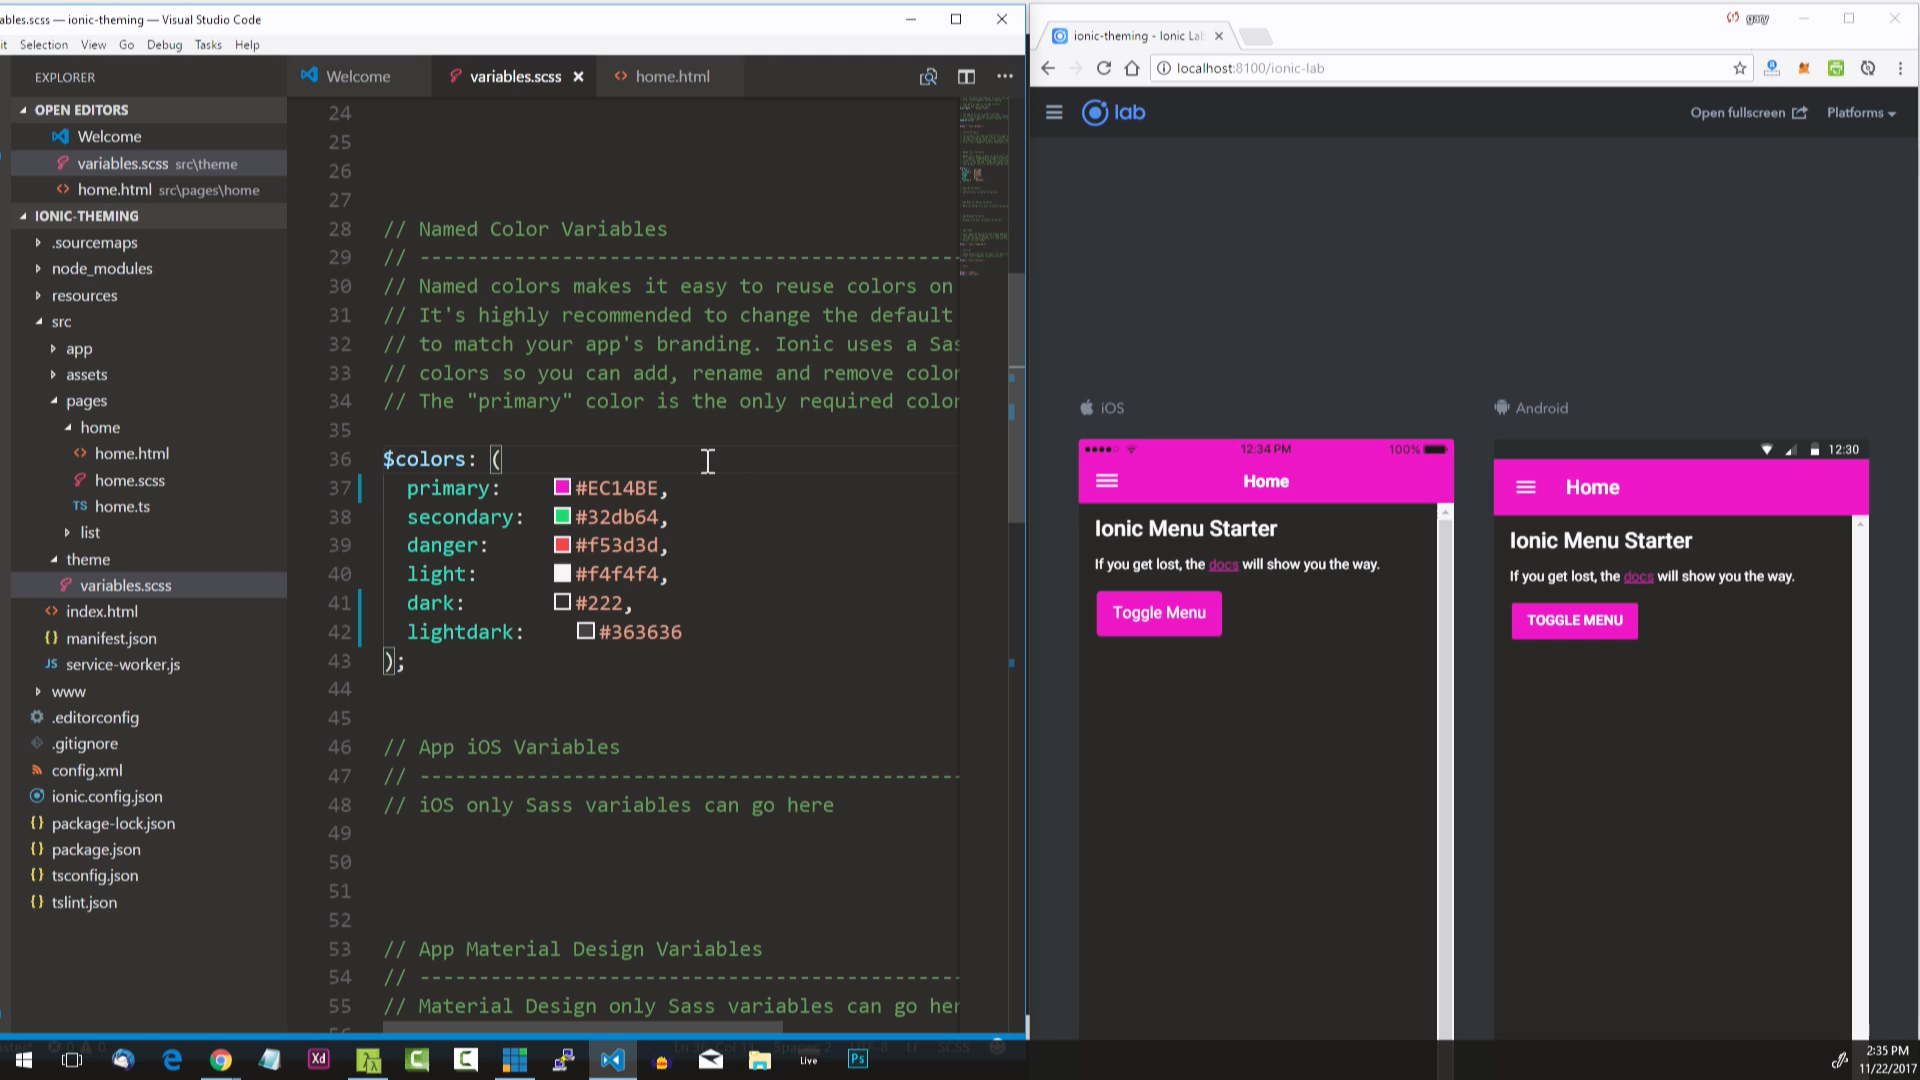 ables.scss — ionic-theming — Visual Studio Code
it Selection View Go Debug Tasks Help
EXPLORER
OPEN EDITORS
Welcome
variables.scss src\theme
home.html src\pages\home
IONIC-THEMING
.sourcemaps
node_modules
resources
src
app
assets
pages
home
home.html
home.scss
TS home.ts
list
theme
variables.scss
index.html
{} manifest.json
JS service-worker.js
www
.editorconfig
.gitignore
config.xml
ionic.config.json
{} package-lock.json
{} package.json
{} tsconfig.json
{} tslint.json
Welcome
variables.scss
home.html
24
25
26
27
28 // Named Color Variables
29 // ----------------------------------------------
30 // Named colors makes it easy to reuse colors on
31 // It's highly recommended to change the default
32 // to match your app's branding. Ionic uses a Sas
33 // colors so you can add, rename and remove color
34 // The "primary" color is the only required color
35
36 $colors: (
37 primary: #EC14BE,
38 secondary: #32db64,
39 danger: #f53d3d,
40 light: #f4f4f4,
41 dark: #222,
42 lightdark: #363636
43 );
44
45
46 // App iOS Variables
47 // ----------------------------------------------
48 // iOS only Sass variables can go here
49
50
51
52
53 // App Material Design Variables
54 // ----------------------------------------------
55 // Material Design only Sass variables can go her
gary
ionic-theming - Ionic La
localhost:8100/ionic-lab
lab
Open fullscreen
Platforms
iOS
12:34 PM
100%
Home
Ionic Menu Starter
If you get lost, the docs will show you the way.
Toggle Menu
Android
12:30
Home
Ionic Menu Starter
If you get lost, the docs will show you the way.
TOGGLE MENU
Xd
Live
Ps
2:35 PM
11/22/2017